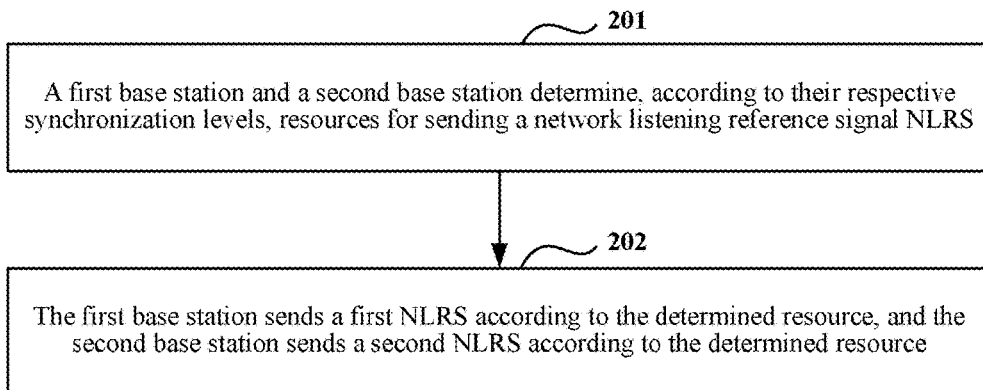 201
A first base station and a second base station determine, according to their respective
synchronization levels, resources for sending a network listening reference signal NLRS
202
The first base station sends a first NLRS according to the determined resource, and the
second base station sends a second NLRS according to the determined resource